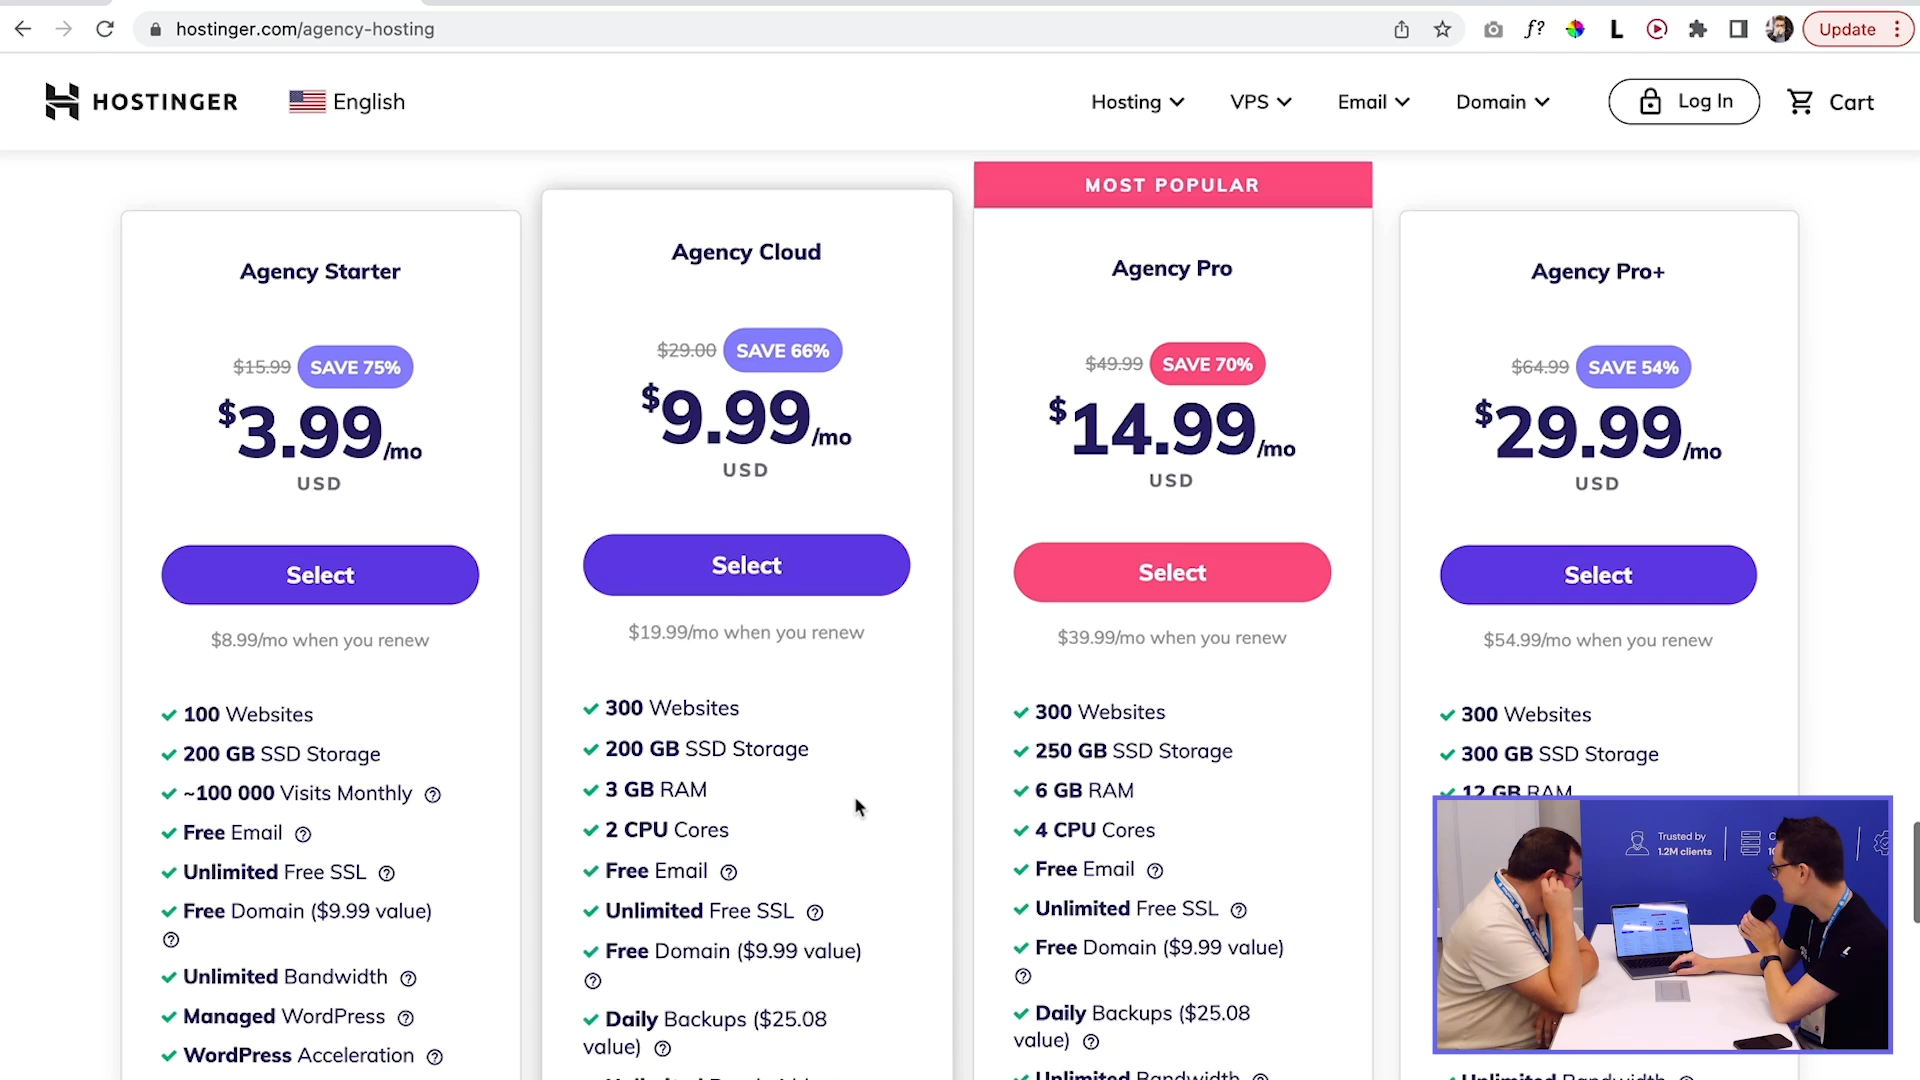 hostinger.com/agency-hosting
Update
HOSTINGER
English
Hosting
VPS
Email
Domain
Log In
Cart
Agency Starter
$15.99 SAVE 75%
$3.99/mo
USD
Select
$8.99/mo when you renew
100 Websites
200 GB SSD Storage
~100 000 Visits Monthly
Free Email
Unlimited Free SSL
Free Domain ($9.99 value)
Unlimited Bandwidth
Managed WordPress
WordPress Acceleration
Agency Cloud
$29.00 SAVE 66%
$9.99/mo
USD
Select
$19.99/mo when you renew
300 Websites
200 GB SSD Storage
3 GB RAM
2 CPU Cores
Free Email
Unlimited Free SSL
Free Domain ($9.99 value)
Daily Backups ($25.08
value)
MOST POPULAR
Agency Pro
$49.99 SAVE 70%
$14.99/mo
USD
Select
$39.99/mo when you renew
300 Websites
250 GB SSD Storage
6 GB RAM
4 CPU Cores
Free Email
Unlimited Free SSL
Free Domain ($9.99 value)
Daily Backups ($25.08
value)
Unlimited Bandwidth
Agency Pro+
$64.99 SAVE 54%
$29.99/mo
USD
Select
$54.99/mo when you renew
300 Websites
300 GB SSD Storage
12 GB RAM
Unlimited Bandwidth
Trusted by
1.2M clients